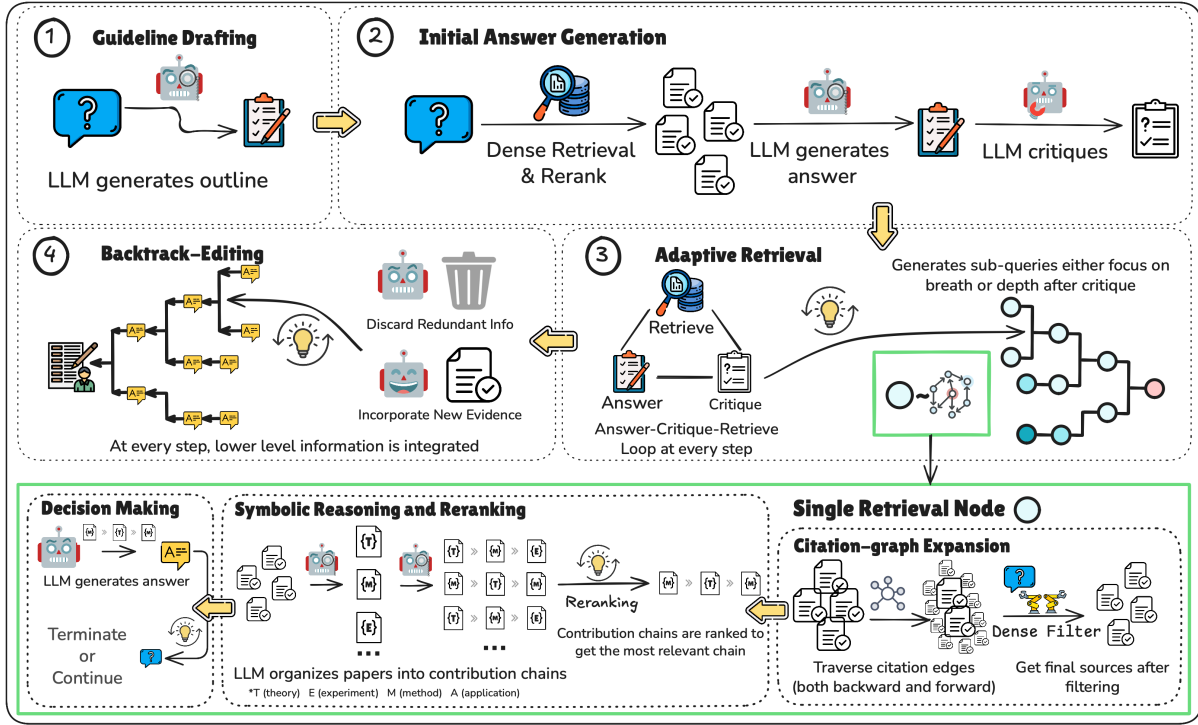 1
Guideline Drafting
LLM generates outline
2
Initial Answer Generation
Dense Retrieval
& Rerank
LLM generates
answer
LLM critiques
3
Adaptive Retrieval
Generates sub-queries either focus on
breath or depth after critique
Retrieve
Answer
Critique
Answer-Critique-Retrieve
Loop at every step
4
Backtrack-Editing
A
A
A
A
A
A
A
A
A
A
Discard Redundant Info
Incorporate New Evidence
At every step, lower level information is integrated
Single Retrieval Node
Citation-graph Expansion
Dense Filter
Traverse citation edges
(both backward and forward)
Get final sources after
filtering
Symbolic Reasoning and Reranking
{T}
{M}
{E}
...
{T} » {M} » {E}
{M} » {T} » {M}
{T} » {M} » {M}
...
Reranking
{M} » {T} » {M}
Contribution chains are ranked to
get the most relevant chain
LLM organizes papers into contribution chains
*T (theory) E (experiment) M (method) A (application)
Decision Making
{M} » {T} » {M}
A
LLM generates answer
Terminate
or
Continue